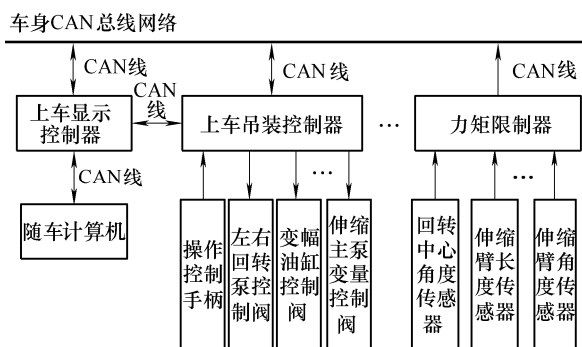 车身CAN总线网络
CAN线
CAN线
CAN线
CAN
线
上车显示
控制器
上车吊装控制器
…
力矩限制器
CAN线
…
…
随车计算机
操作
控制
手柄
左右
回转
泵控
制阀
变幅
油缸
控制
阀
伸缩
主泵
变量
控制
阀
回转
中心
角度
传感
器
伸缩
臂长
度传
感器
伸缩
臂角
度传
感器